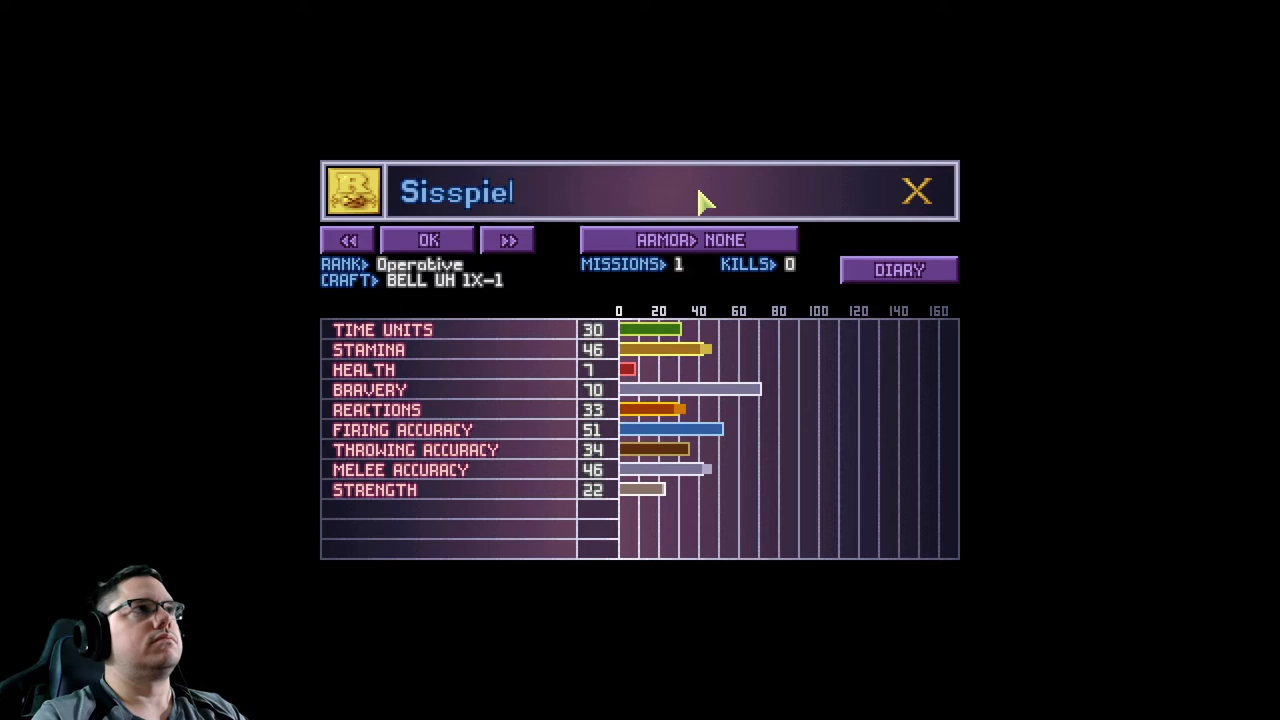 R Sisspiel X
OK ARMOR> NONE
RANK> Operative MISSIONS> 1 KILLS> 0 DIARY
CRAFT> BELL UH 1X-1
0 20 40 60 80 100 120 140 160
TIME UNITS 30
STAMINA 46
HEALTH 7
BRAVERY 70
REACTIONS 33
FIRING ACCURACY 51
THROWING ACCURACY 34
MELEE ACCURACY 46
STRENGTH 22